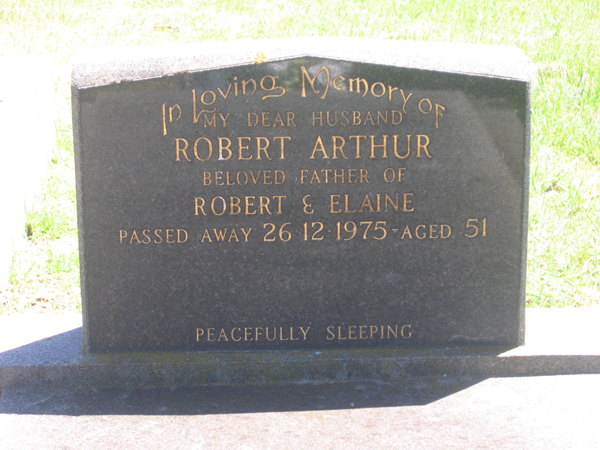 In Loving Memory OF
MY DEAR HUSBAND
ROBERT ARTHUR
BELOVED FATHER OF
ROBERT & ELAINE
PASSED AWAY 26·12·1975-AGED 51
PEACEFULLY SLEEPING